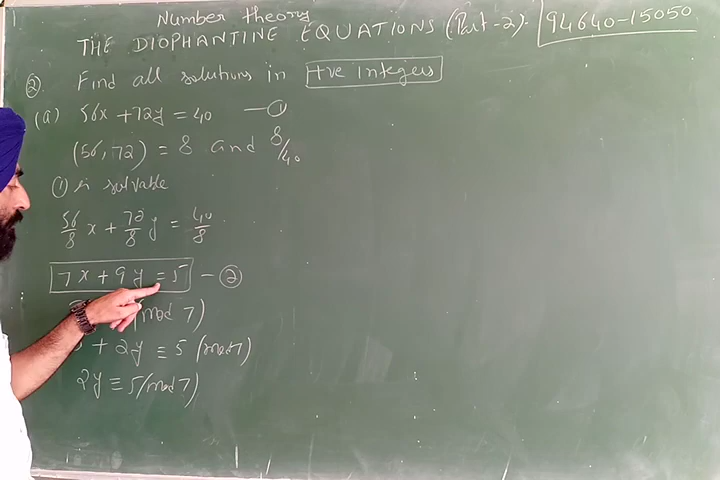 Number theory
THE DIOPHANTINE EQUATIONS (Part-2). 94640-15050
② Find all solutions in +ve integers
(a) 56x + 72y = 40 — ①
(56, 72) = 8 and 8/40
① is solvable
56/8 x + 72/8 y = 40/8
7x + 9y = 5 — ②
(mod 7)
+ 2y ≡ 5 (mod 7)
2y ≡ 5 (mod 7)